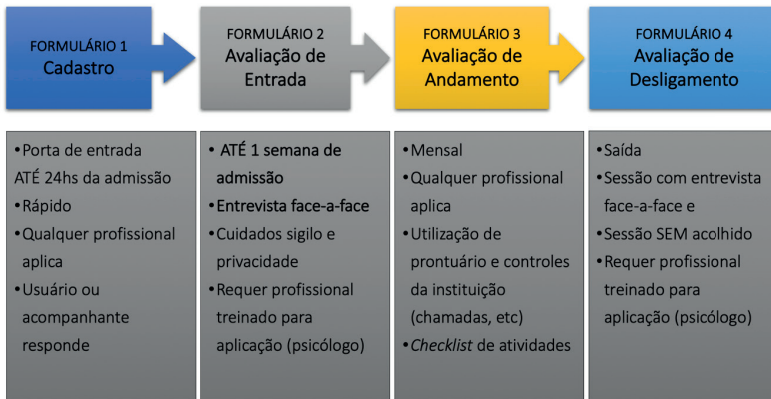 FORMULÁRIO 1
Cadastro
FORMULÁRIO 2
Avaliação de
Entrada
FORMULÁRIO 3
Avaliação de
Andamento
FORMULÁRIO 4
Avaliação de
Desligamento
• Porta de entrada
ATÉ 24hs da admissão
• Rápido
• Qualquer profissional
aplica
• Usuário ou
acompanhante
responde
• ATÉ 1 semana de
admissão
• Entrevista face-a-face
• Cuidados sigilo e
privacidade
• Requer profissional
treinado para
aplicação (psicólogo)
• Mensal
• Qualquer profissional
aplica
• Utilização de
prontuário e controles
da instituição
(chamadas, etc)
• Checklist de atividades
• Saída
• Sessão com entrevista
face-a-face e
• Sessão SEM acolhido
• Requer profissional
treinado para
aplicação (psicólogo)